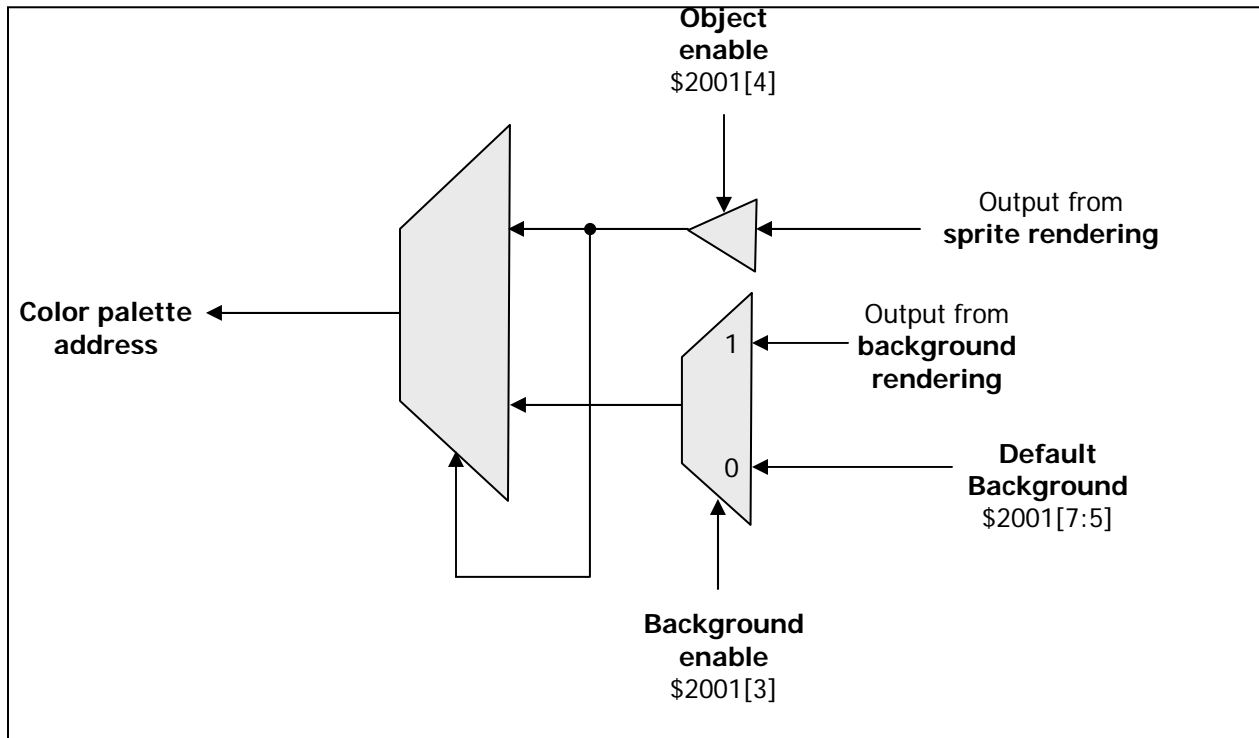 Object
enable
$2001[4]
Output from
sprite rendering
Color palette
address
Output from
background
rendering
1
0
Default
Background
$2001[7:5]
Background
enable
$2001[3]